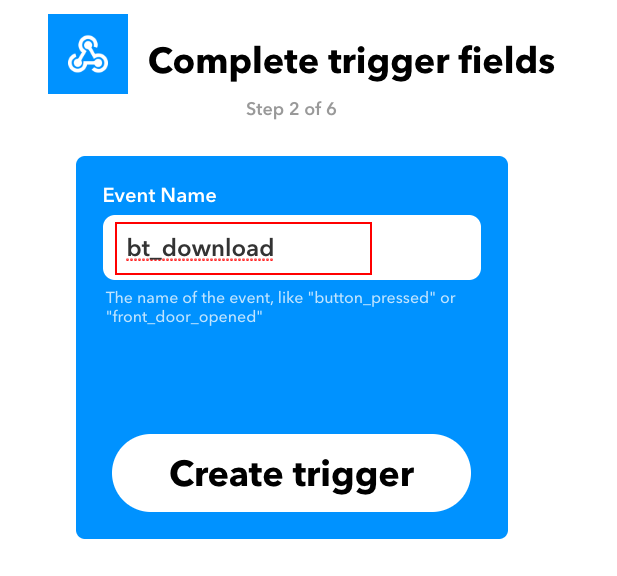 Complete trigger fields
Step 2 of 6
Event Name
bt_download
The name of the event, like "button_pressed" or
"front_door_opened"
Create trigger